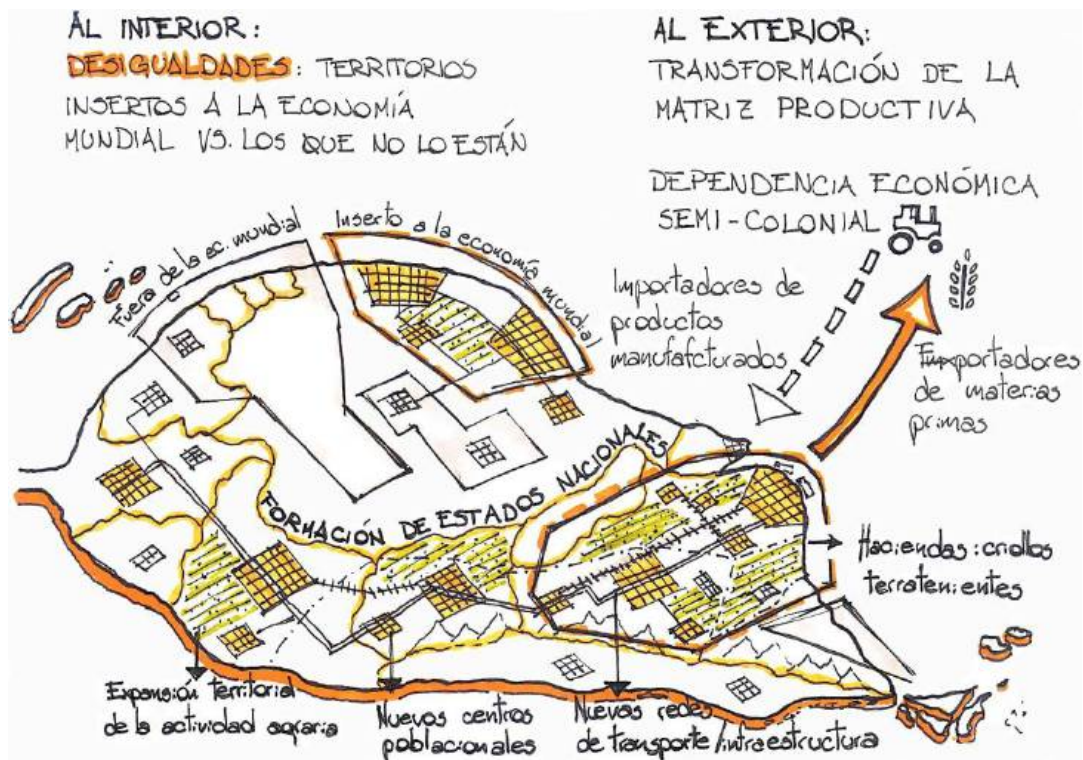 AL INTERIOR:
DESIGUALDADES: TERRITORIOS
INSERTOS A LA ECONOMÍA
MUNDIAL VS. LOS QUE NO LO ESTÁN
AL EXTERIOR:
TRANSFORMACIÓN DE LA
MATRIZ PRODUCTIVA
DEPENDENCIA ECONÓMICA
SEMI-COLONIAL
Fuera de la ec. mundial
Inserto a la economía mundial
Importadores de
productos
manufafcturados
Exportadores
de materias
primas
FORMACIÓN DE ESTADOS NACIONALES
Haciendas: criollos
terratenientes
Expansión territorial
de la actividad agraria
Nuevos centros
poblacionales
Nuevas redes
de transporte/infraestructura